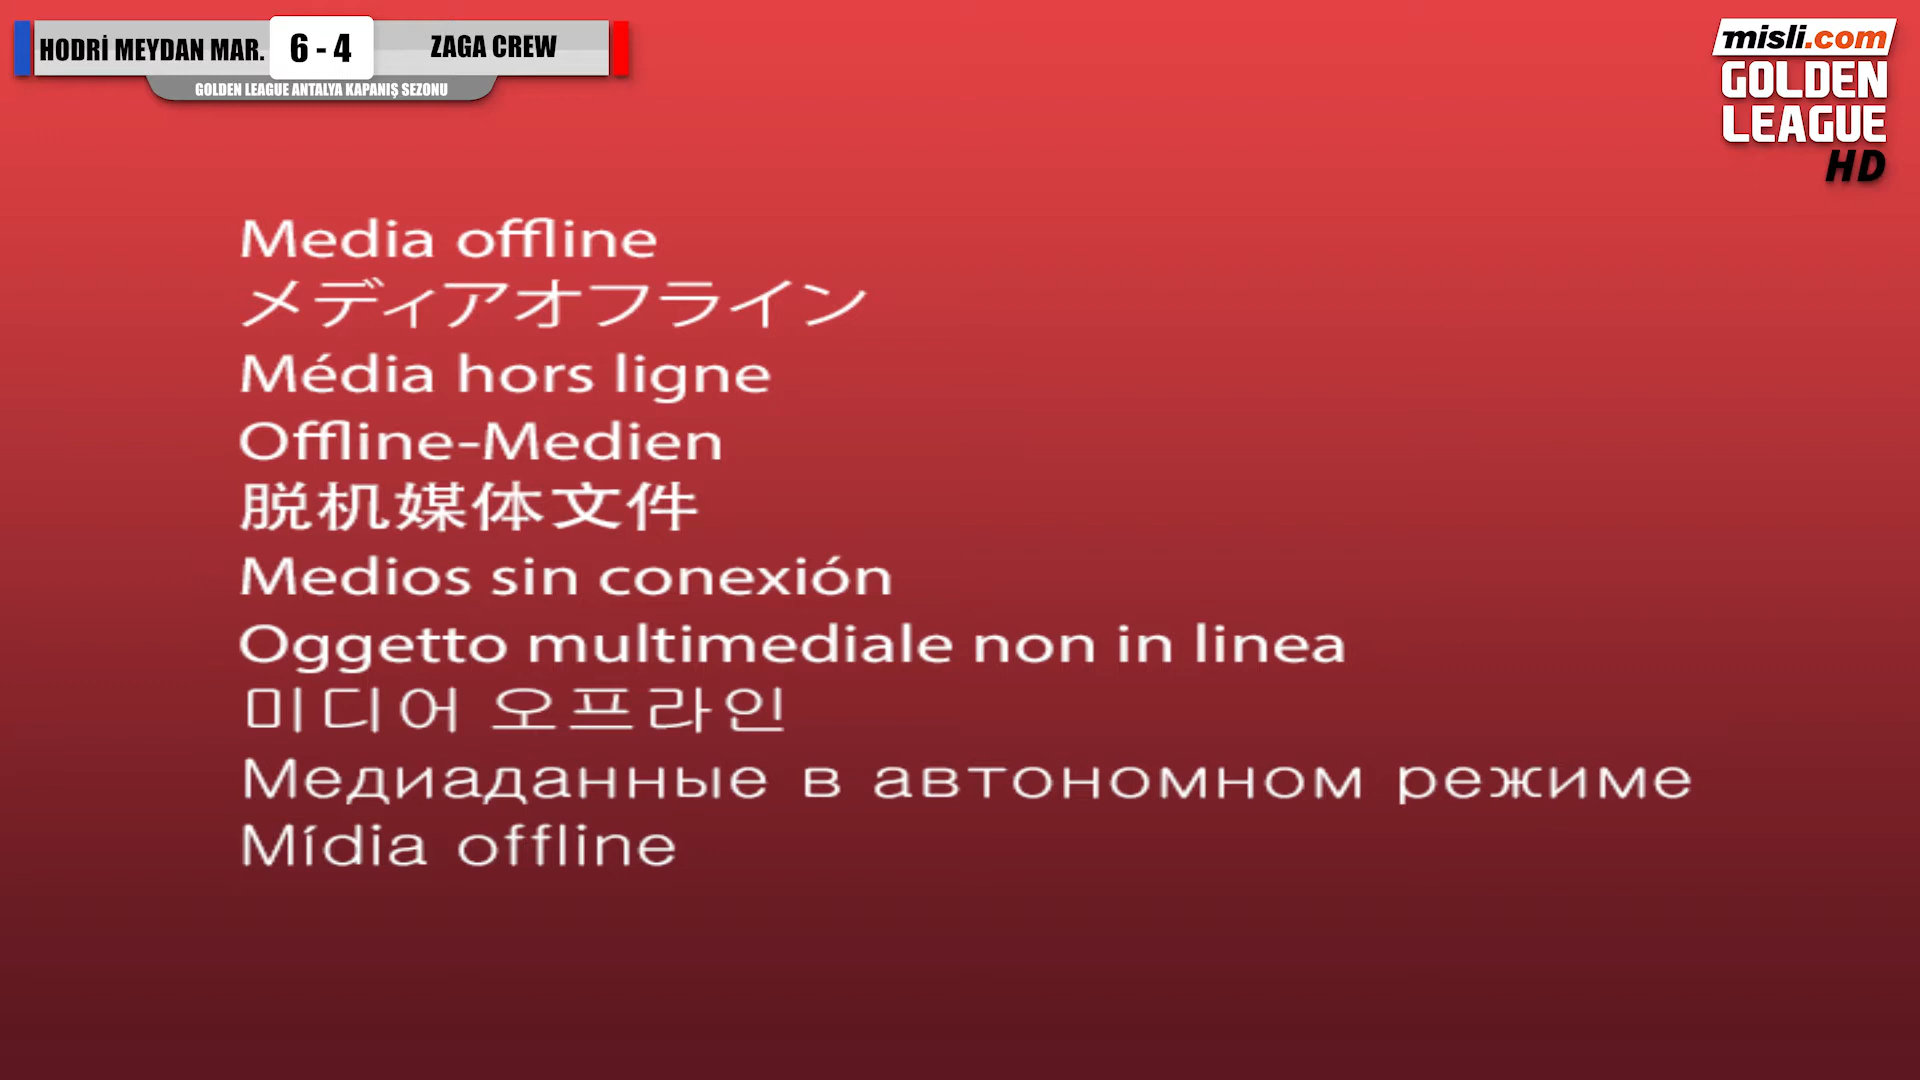 HODRİ MEYDAN MAR. 6 - 4 ZAGA CREW
GOLDEN LEAGUE ANTALYA KAPANIŞ SEZONU
misli.com
GOLDEN
LEAGUE
HD
Media offline
メディアオフライン
Média hors ligne
Offline-Medien
脱机媒体文件
Medios sin conexión
Oggetto multimediale non in linea
미디어 오프라인
Медиаданные в автономном режиме
Mídia offline